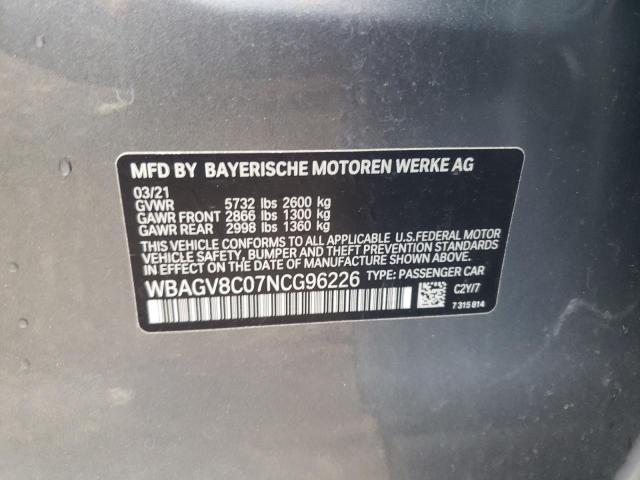 MFD BY BAYERISCHE MOTOREN WERKE AG
03/21
GVWR 5732 lbs 2600 kg
GAWR FRONT 2866 lbs 1300 kg
GAWR REAR 2998 lbs 1360 kg
THIS VEHICLE CONFORMS TO ALL APPLICABLE U.S.FEDERAL MOTOR
VEHICLE SAFETY, BUMPER AND THEFT PREVENTION STANDARDS
IN EFFECT ON THE DATE OF MANUFACTURE SHOWN ABOVE.
WBAGV8C07NCG96226 TYPE: PASSENGER CAR
C2Y/7
7315814